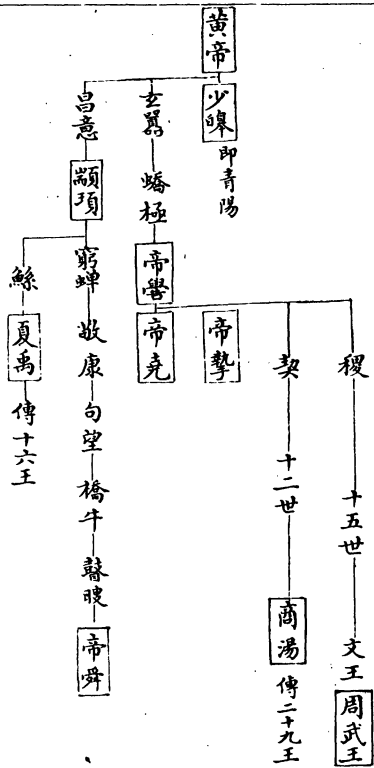 黃帝
少皞 即青陽
玄囂 蟜極 帝嚳 帝堯
帝摯
契 十二世 商湯 傳二十九王
稷 十五世 文王 周武王
昌意 顓頊
窮蟬 敬康 句望 橋牛 瞽瞍 帝舜
鯀 夏禹 傳十六王